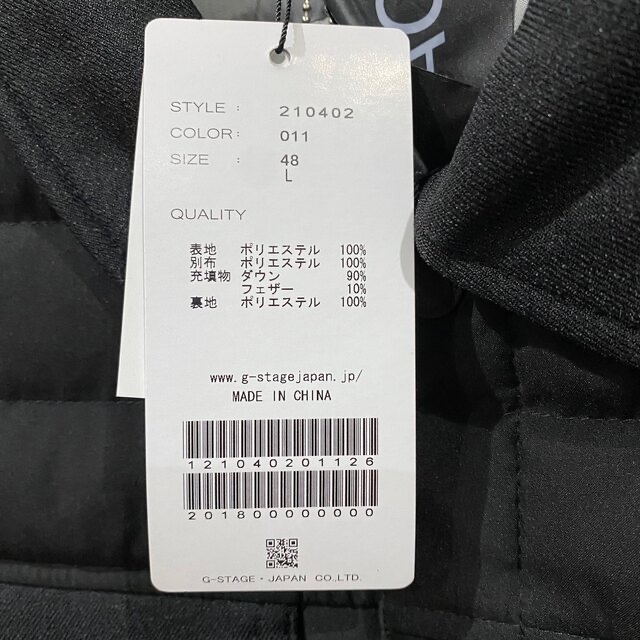 STYLE : 210402
COLOR: 011
SIZE : 48
L
QUALITY
表地 ポリエステル 100%
別布 ポリエステル 100%
充填物 ダウン 90%
フェザー 10%
裏地 ポリエステル 100%
www.g-stagejapan.jp/
MADE IN CHINA
1210402011126
2018000000000
G-STAGE・JAPAN CO.,LTD.